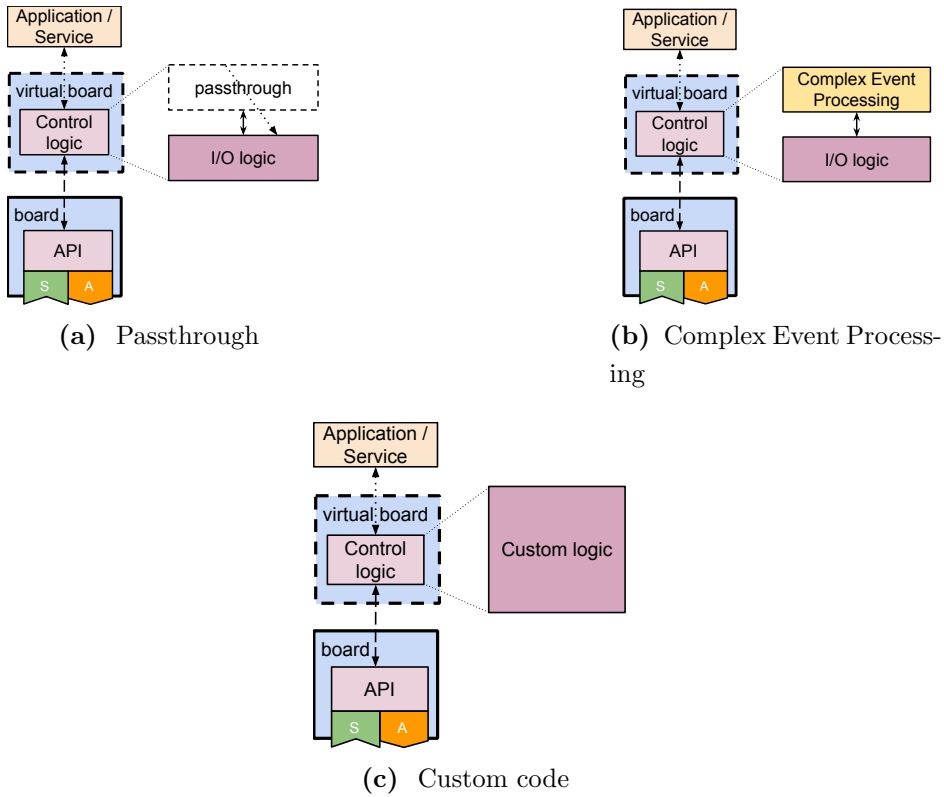 Application /
Service
virtual board
Control
logic
passthrough
I/O logic
board
API
S A
(a) Passthrough
Application /
Service
virtual board
Control
logic
Complex Event
Processing
I/O logic
board
API
S A
(b) Complex Event Process-
ing
Application /
Service
virtual board
Control
logic
Custom logic
board
API
S A
(c) Custom code